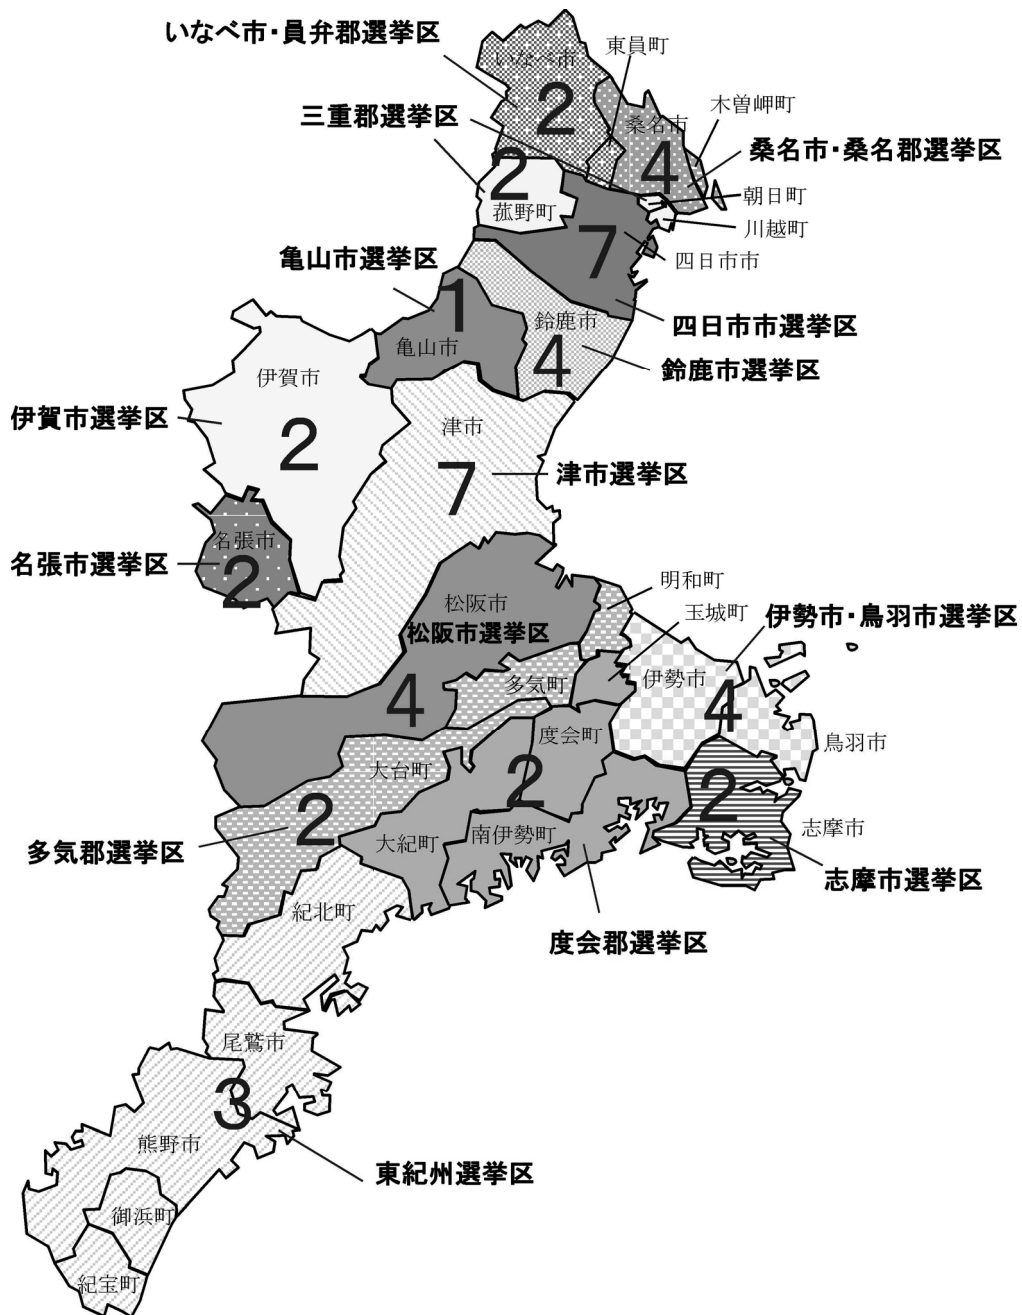 いなべ市・員弁郡選挙区
東員町
いなべ市
2
三重郡選挙区
木曽岬町
桑名市
4
桑名市・桑名郡選挙区
2
朝日町
菰野町
川越町
7
四日市市
亀山市選挙区
1
四日市市選挙区
鈴鹿市
亀山市
4
鈴鹿市選挙区
伊賀市
伊賀市選挙区
2
津市
7
津市選挙区
名張市
名張市選挙区
2
明和町
松阪市
玉城町
伊勢市・鳥羽市選挙区
松阪市選挙区
多気町
伊勢市
4
4
度会町
鳥羽市
大台町
2
2
2
志摩市
大紀町
南伊勢町
多気郡選挙区
志摩市選挙区
紀北町
度会郡選挙区
尾鷲市
3
熊野市
東紀州選挙区
御浜町
紀宝町